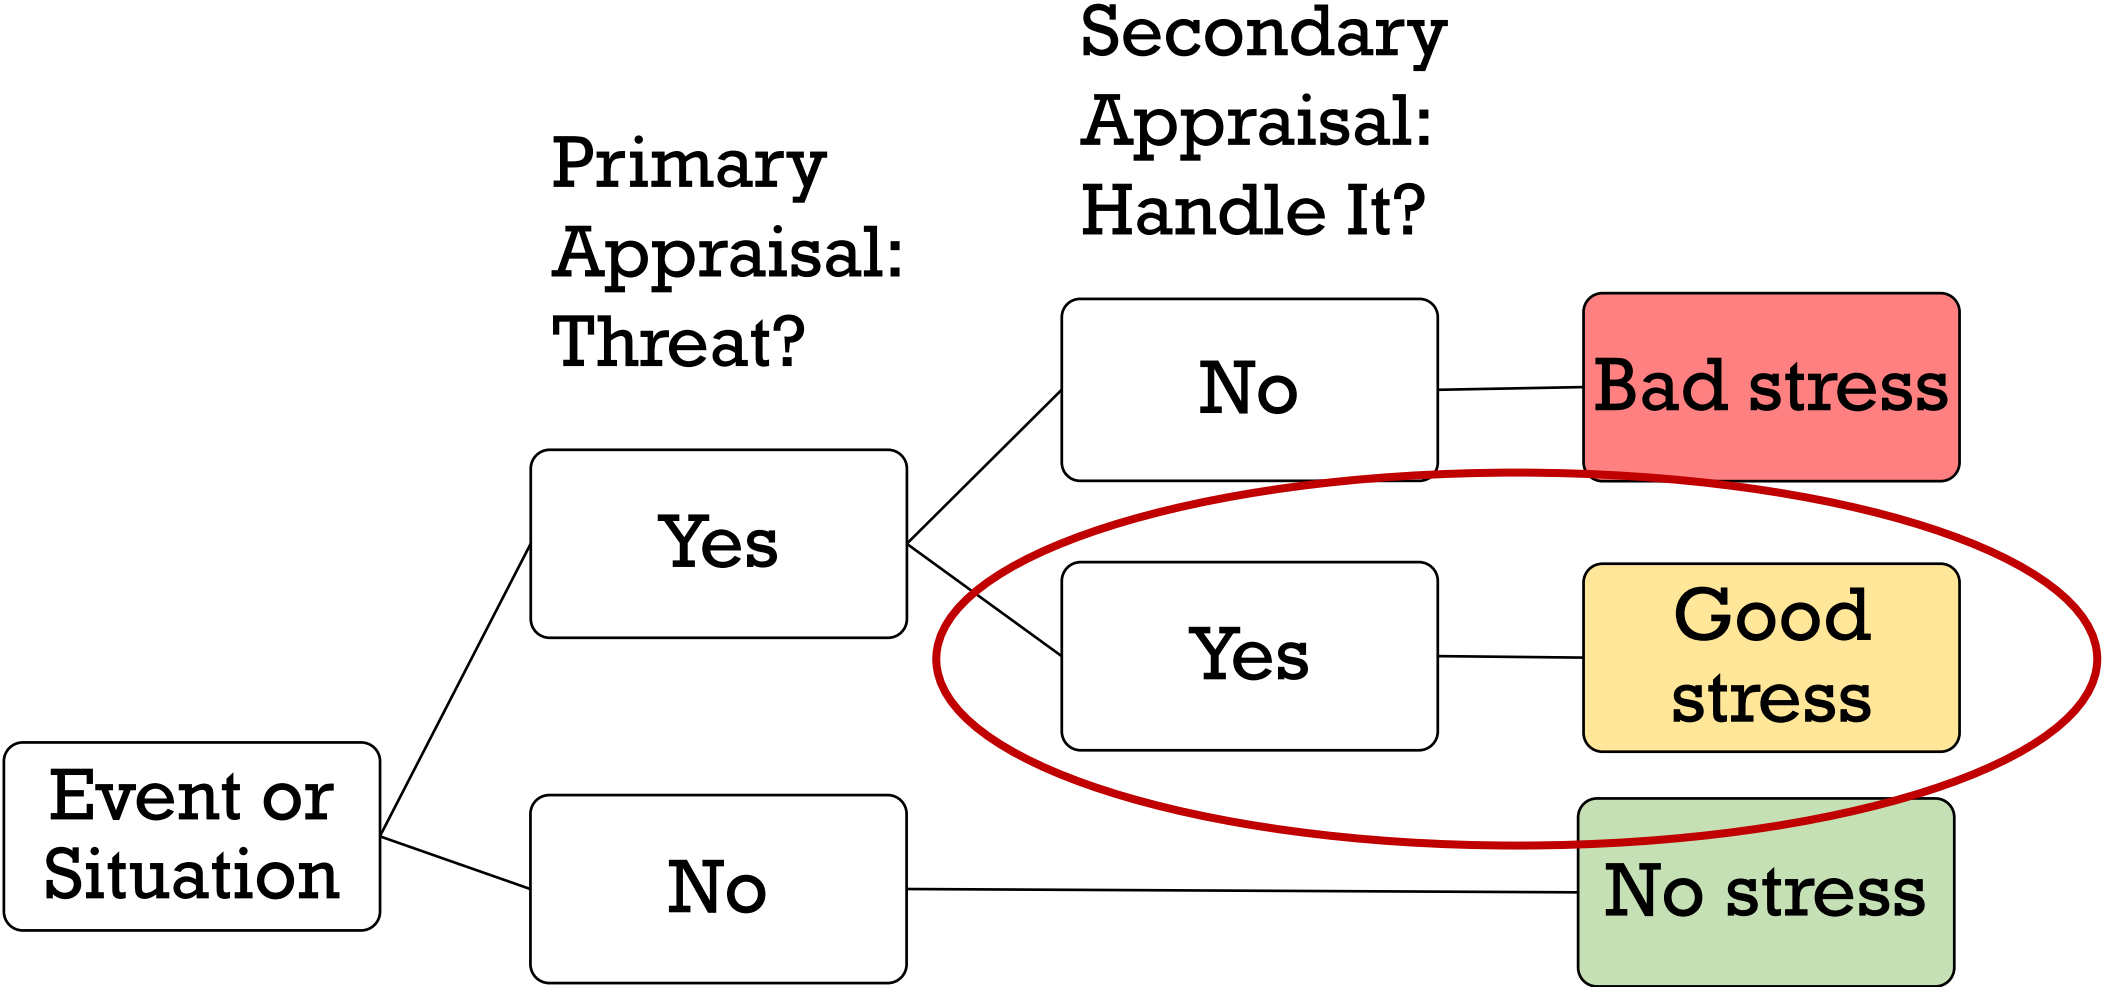 Secondary
Appraisal:
Handle It?
Primary
Appraisal:
Threat?
No
Bad stress
Yes
Yes
Good
stress
Event or
Situation
No
No stress